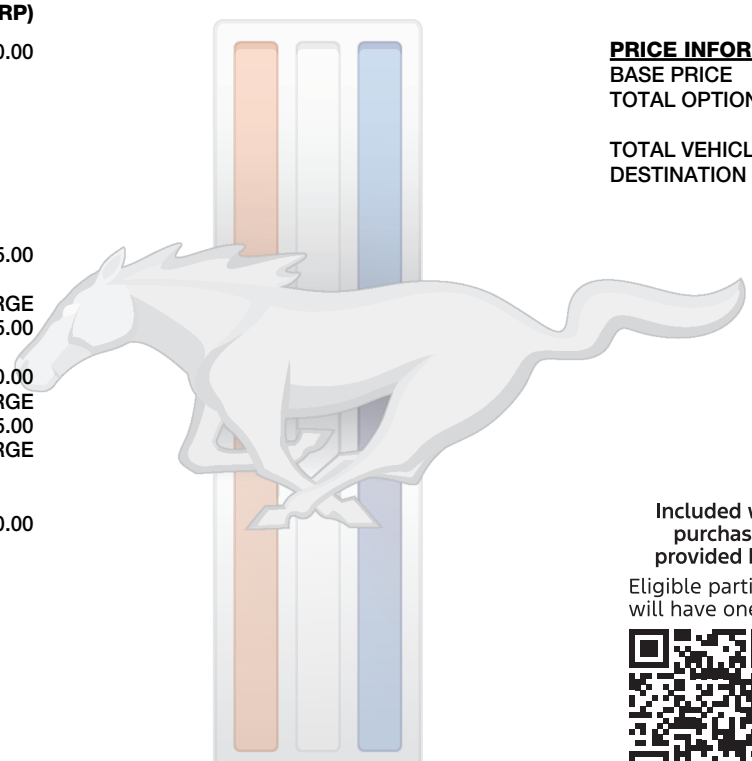 RP)
0.00
5.00
RGE
5.00
0.00
RGE
5.00
RGE
0.00
PRICE INFOR
BASE PRICE
TOTAL OPTION
TOTAL VEHICL
DESTINATION
Included w
purchas
provided b
Eligible parti
will have one